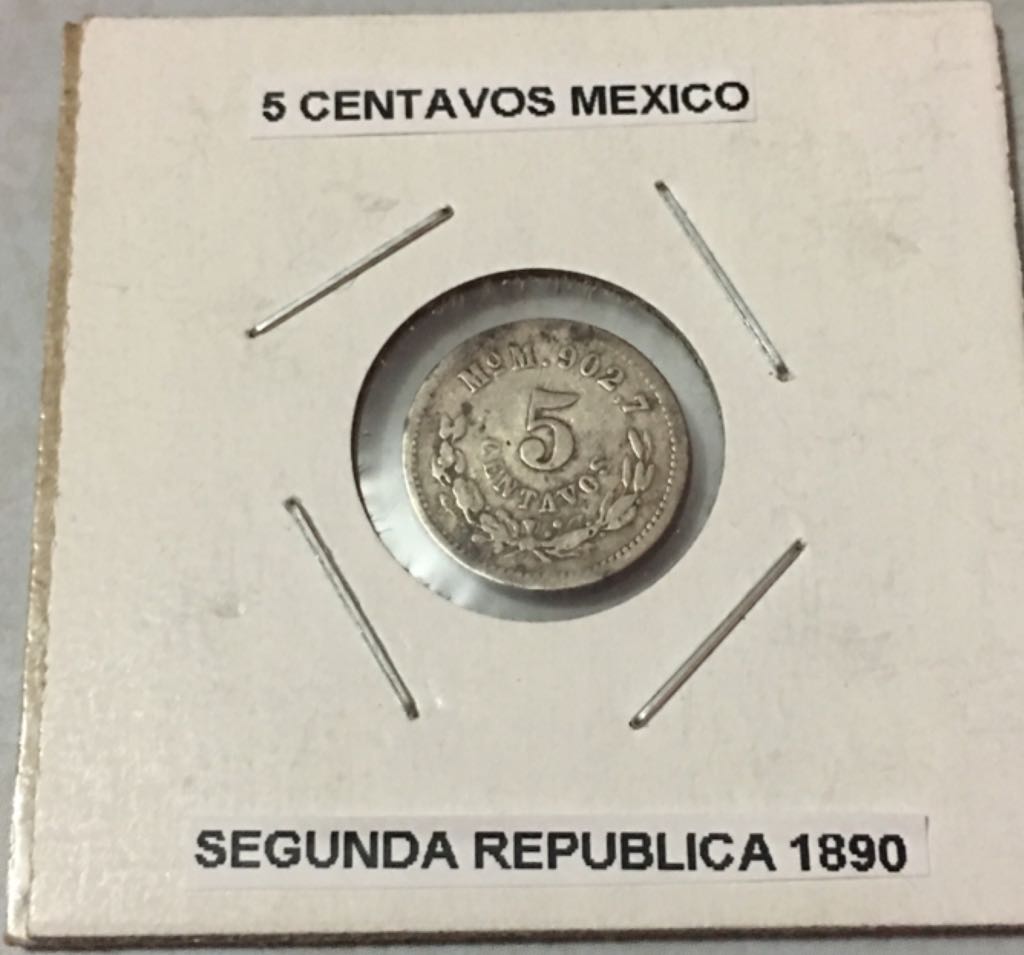 5 CENTAVOS MEXICO
Mo M. 902,7
5
CENTAVOS
SEGUNDA REPUBLICA 1890